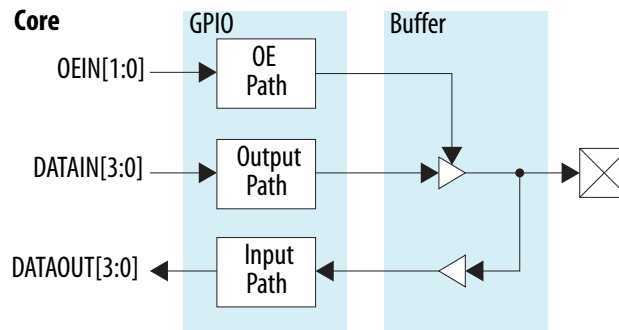 Core
GPIO
Buffer
OEIN[1:0]
OE
Path
DATAIN[3:0]
Output
Path
DATAOUT[3:0]
Input
Path